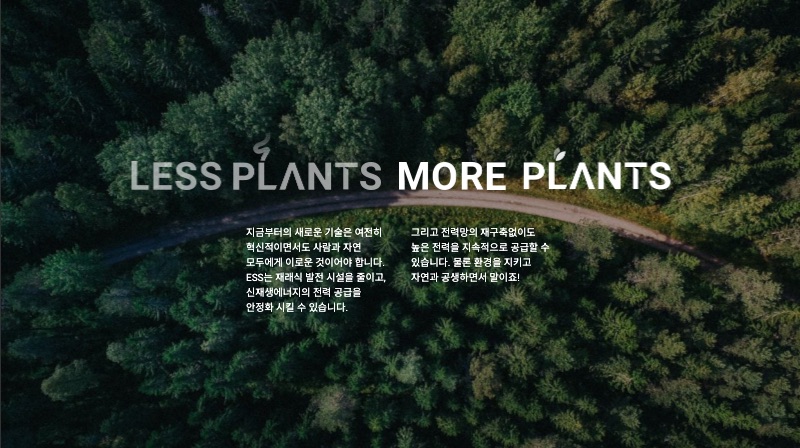 LESS PLANTS MORE PLANTS
지금부터의 새로운 기술은 여전히
혁신적이면서도 사람과 자연
모두에게 이로운 것이어야 합니다.
ESS는 재래식 발전 시설을 줄이고,
신재생에너지의 전력 공급을
안정화 시킬 수 있습니다.
그리고 전력망의 재구축없이도
높은 전력을 지속적으로 공급할 수
있습니다. 물론 환경을 지키고
자연과 공생하면서 말이죠!